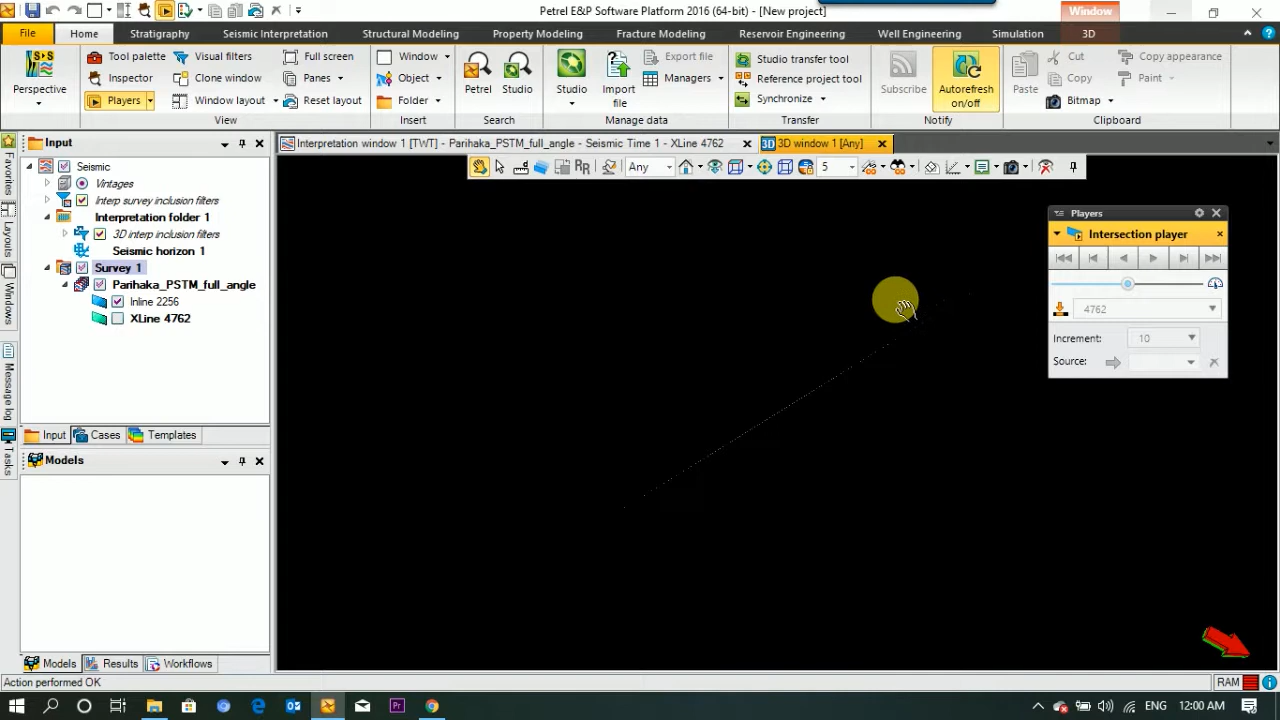 Petrel E&P Software Platform 2016 (64-bit) - [New project]
Window
File
Home
Stratigraphy
Seismic Interpretation
Structural Modeling
Property Modeling
Fracture Modeling
Reservoir Engineering
Well Engineering
Simulation
3D
Perspective
Tool palette
Visual filters
Full screen
Inspector
Clone window
Panes
Players
Window layout
Reset layout
View
Window
Object
Folder
Insert
Petrel
Studio
Search
Studio
Import
file
Export file
Managers
Manage data
Studio transfer tool
Reference project tool
Synchronize
Transfer
Subscribe
Autorefresh
on/off
Notify
Paste
Cut
Copy
Bitmap
Copy appearance
Paint
Clipboard
Favorites
Layouts
Windows
Message log
Tasks
Input
Seismic
Vintages
Interp survey inclusion filters
Interpretation folder 1
3D interp inclusion filters
Seismic horizon 1
Survey 1
Parihaka_PSTM_full_angle
Inline 2256
XLine 4762
Input
Cases
Templates
Models
Models
Results
Workflows
Interpretation window 1 [TWT] - Parihaka_PSTM_full_angle - Seismic Time 1 - XLine 4762
3D
3D window 1 [Any]
Any
5
Players
Intersection player
4762
Increment:
10
Source:
Action performed OK
RAM
Pr
ENG
12:00 AM